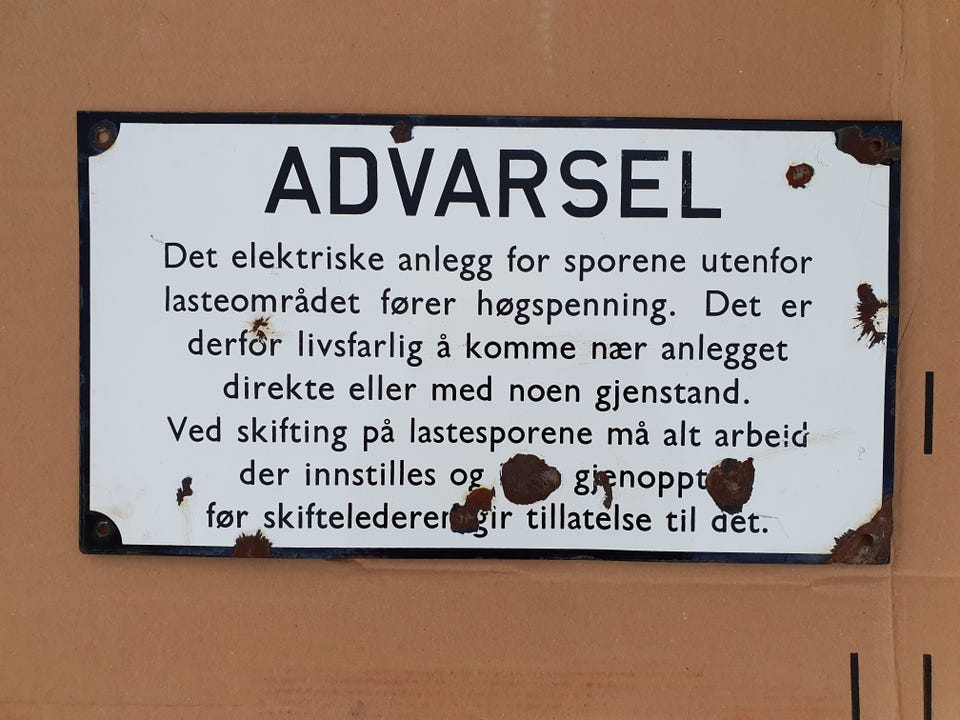 ADVARSEL
Det elektriske anlegg for sporene utenfor
lasteområdet fører høgspenning. Det er
derfor livsfarlig å komme nær anlegget
direkte eller med noen gjenstand.
Ved skifting på lastesporene må alt arbeid
der innstilles og
før skiftelederen gir tillatelse til det.